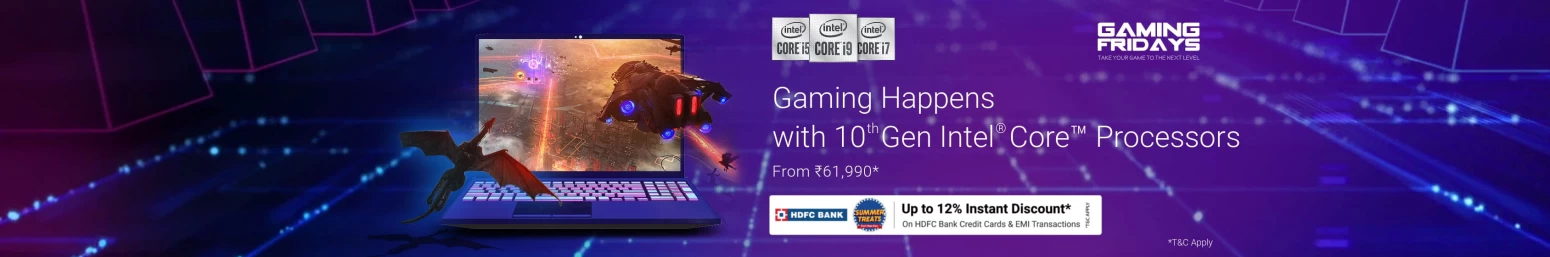 intel
CORE i5
intel
CORE i9
intel
CORE i7
GAMING
FRIDAYS
TAKE YOUR GAME TO THE NEXT LEVEL
Gaming Happens
with 10th Gen Intel® Core™ Processors
From ₹61,990*
HDFC BANK
SUMMER
TREATS
Up to 12% Instant Discount*
On HDFC Bank Credit Cards & EMI Transactions
*T&C APPLY
*T&C Apply